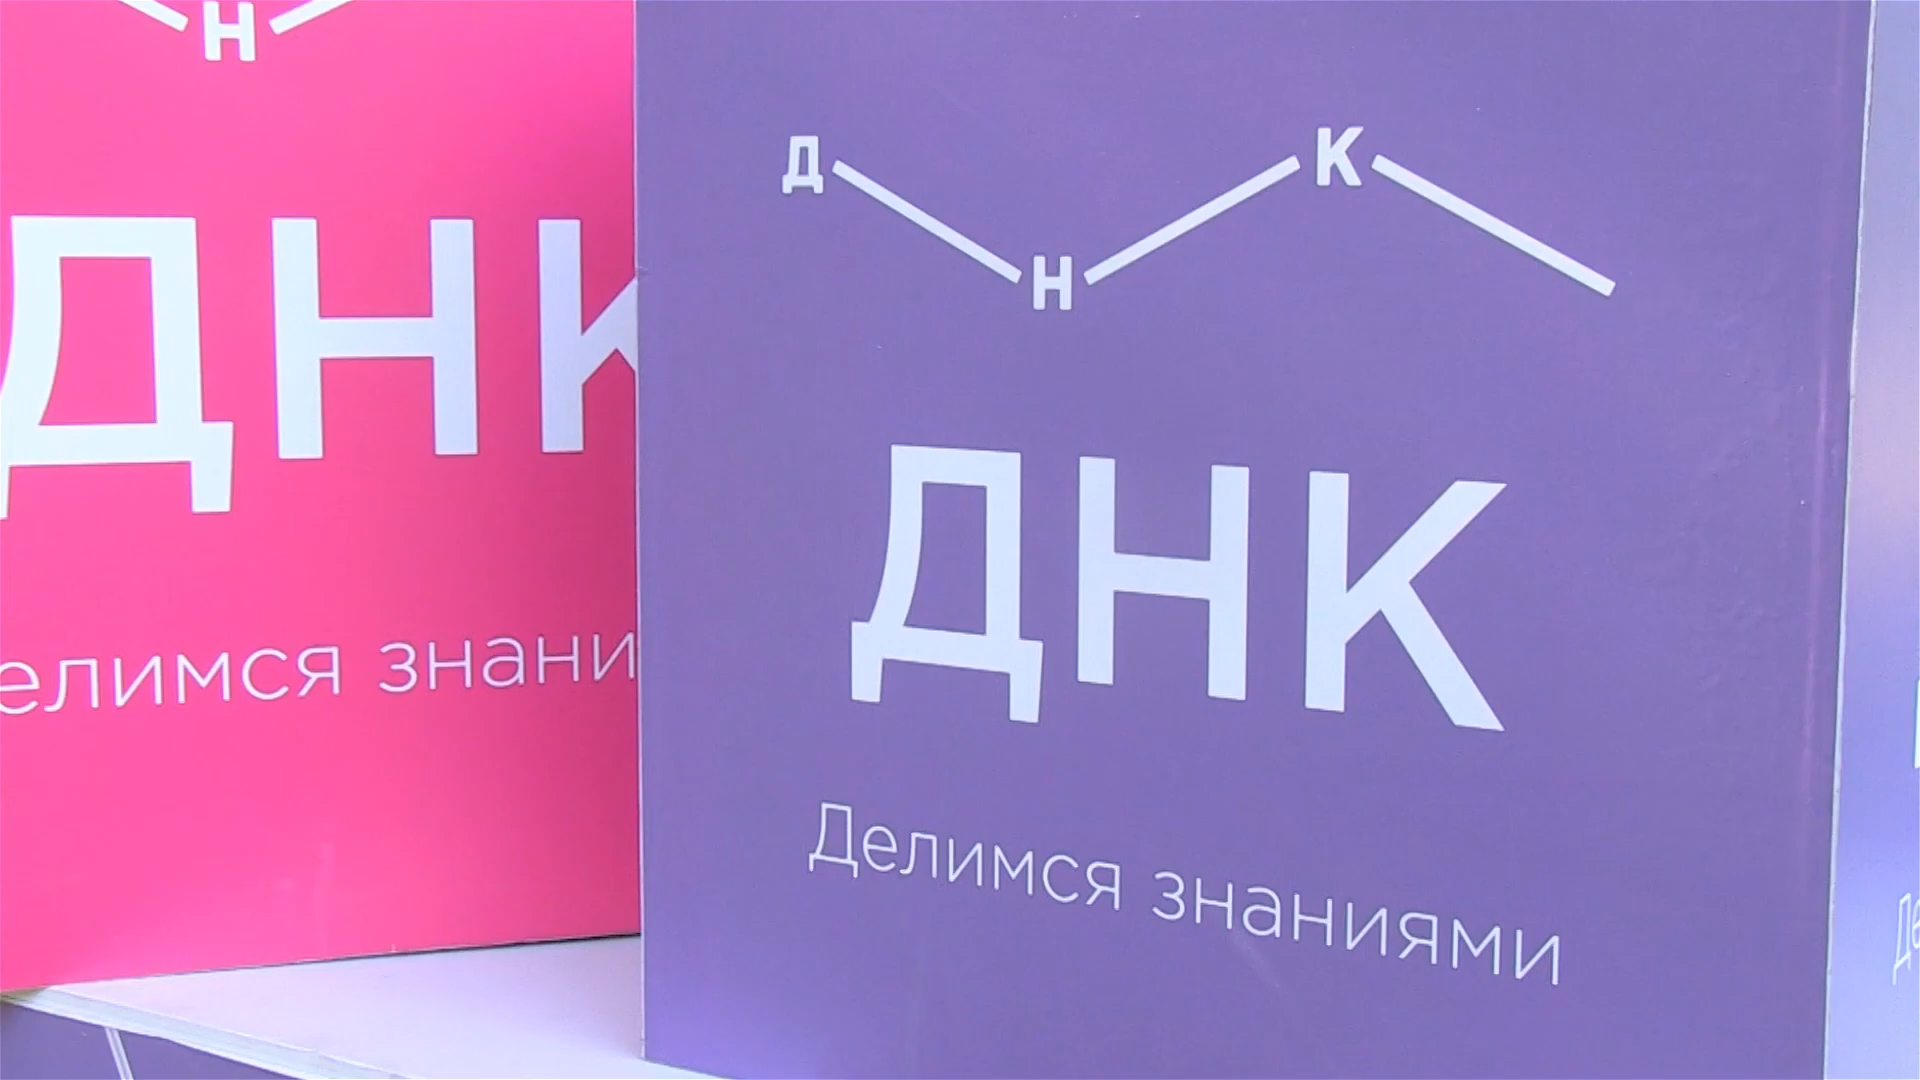 Н
ДНК
елимся знани
Д Н К
ДНК
Делимся знаниями